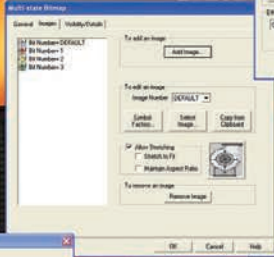 Multi state Bitmap
General Images Visibility/Details
Bit Number= DEFAULT
Bit Number= 1
Bit Number= 2
Bit Number= 3
To add an Image
Add Image...
To edit an image
Image Number DEFAULT
Symbol Factory...
Select Image...
Copy from Clipboard
Allow Stretching
Stretch to Fit
Maintain Aspect Ratio
To remove an image
Remove Image
OK Cancel Help